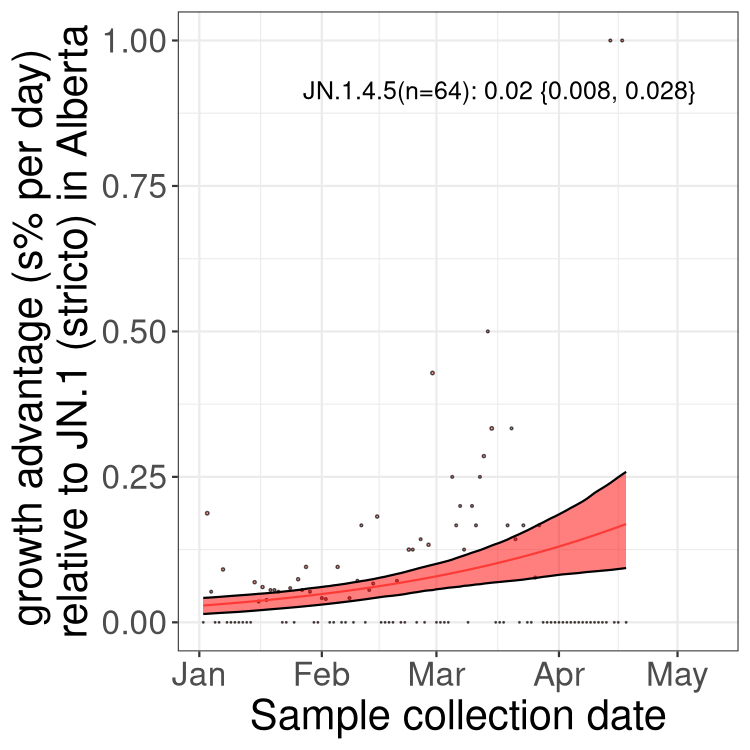 growth advantage (s% per day)
relative to JN.1 (stricto) in Alberta
1.00
0.75
0.50
0.25
0.00
JN.1.4.5(n=64): 0.02 {0.008, 0.028}
Jan Feb Mar Apr May
Sample collection date